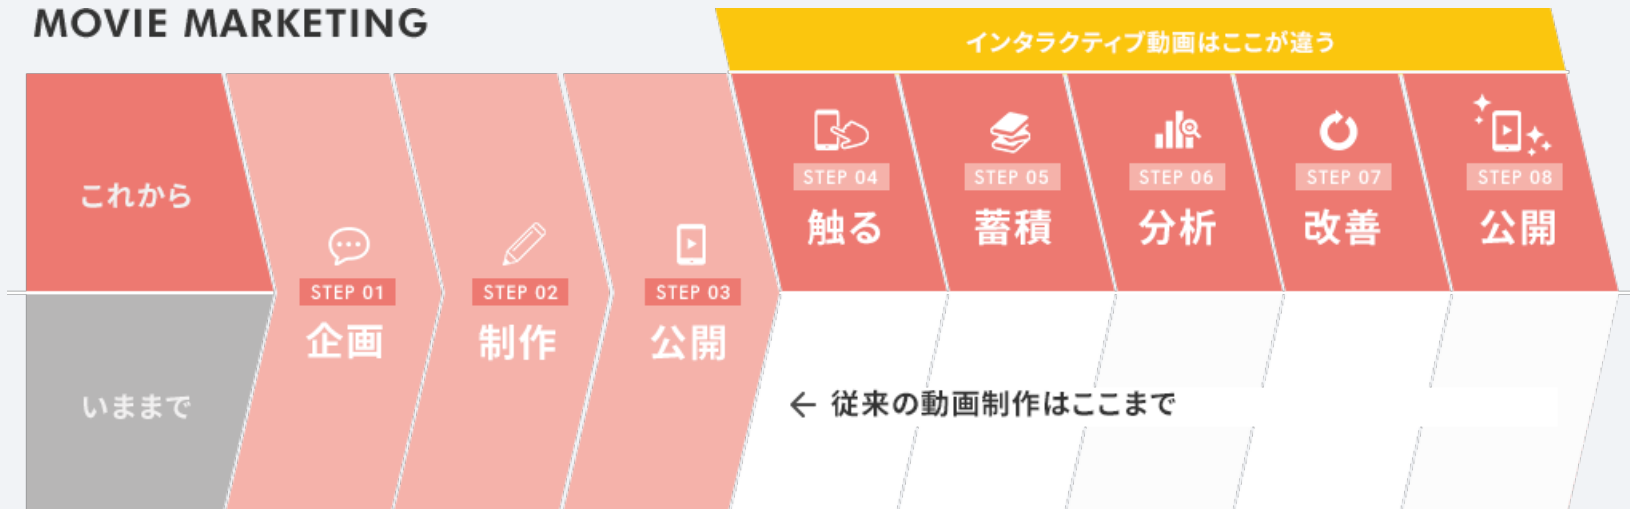 MOVIE MARKETING
インタラクティブ動画はここが違う
これから
STEP 01
企画
STEP 02
制作
STEP 03
公開
STEP 04
触る
STEP 05
蓄積
STEP 06
分析
STEP 07
改善
STEP 08
公開
いままで
← 従来の動画制作はここまで